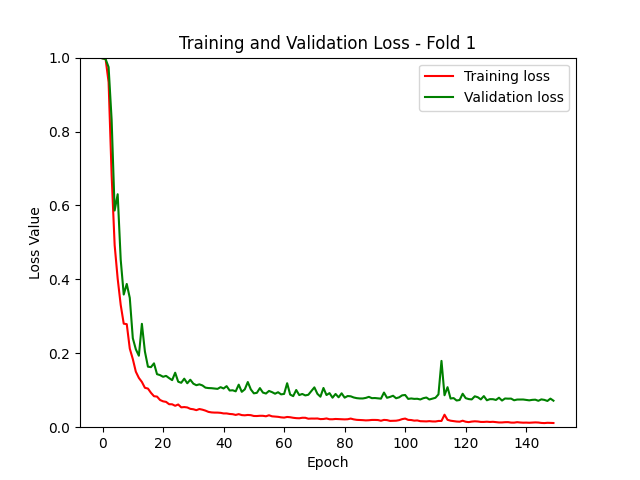 Training and Validation Loss - Fold 1
Training loss
Validation loss
Loss Value
1.0
0.8
0.6
0.4
0.2
0.0
0 20 40 60 80 100 120 140
Epoch